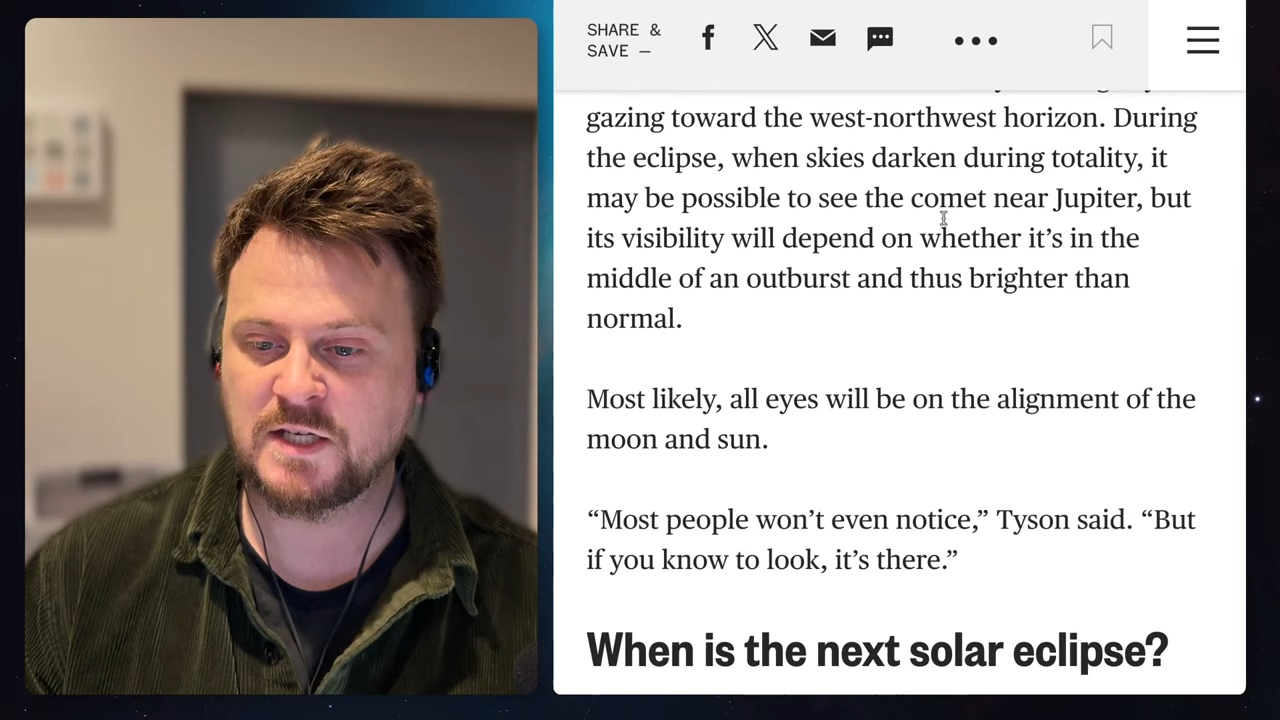 SHARE &
SAVE —
gazing toward the west-northwest horizon. During
the eclipse, when skies darken during totality, it
may be possible to see the comet near Jupiter, but
its visibility will depend on whether it’s in the
middle of an outburst and thus brighter than
normal.
Most likely, all eyes will be on the alignment of the
moon and sun.
“Most people won’t even notice,” Tyson said. “But
if you know to look, it’s there.”
When is the next solar eclipse?